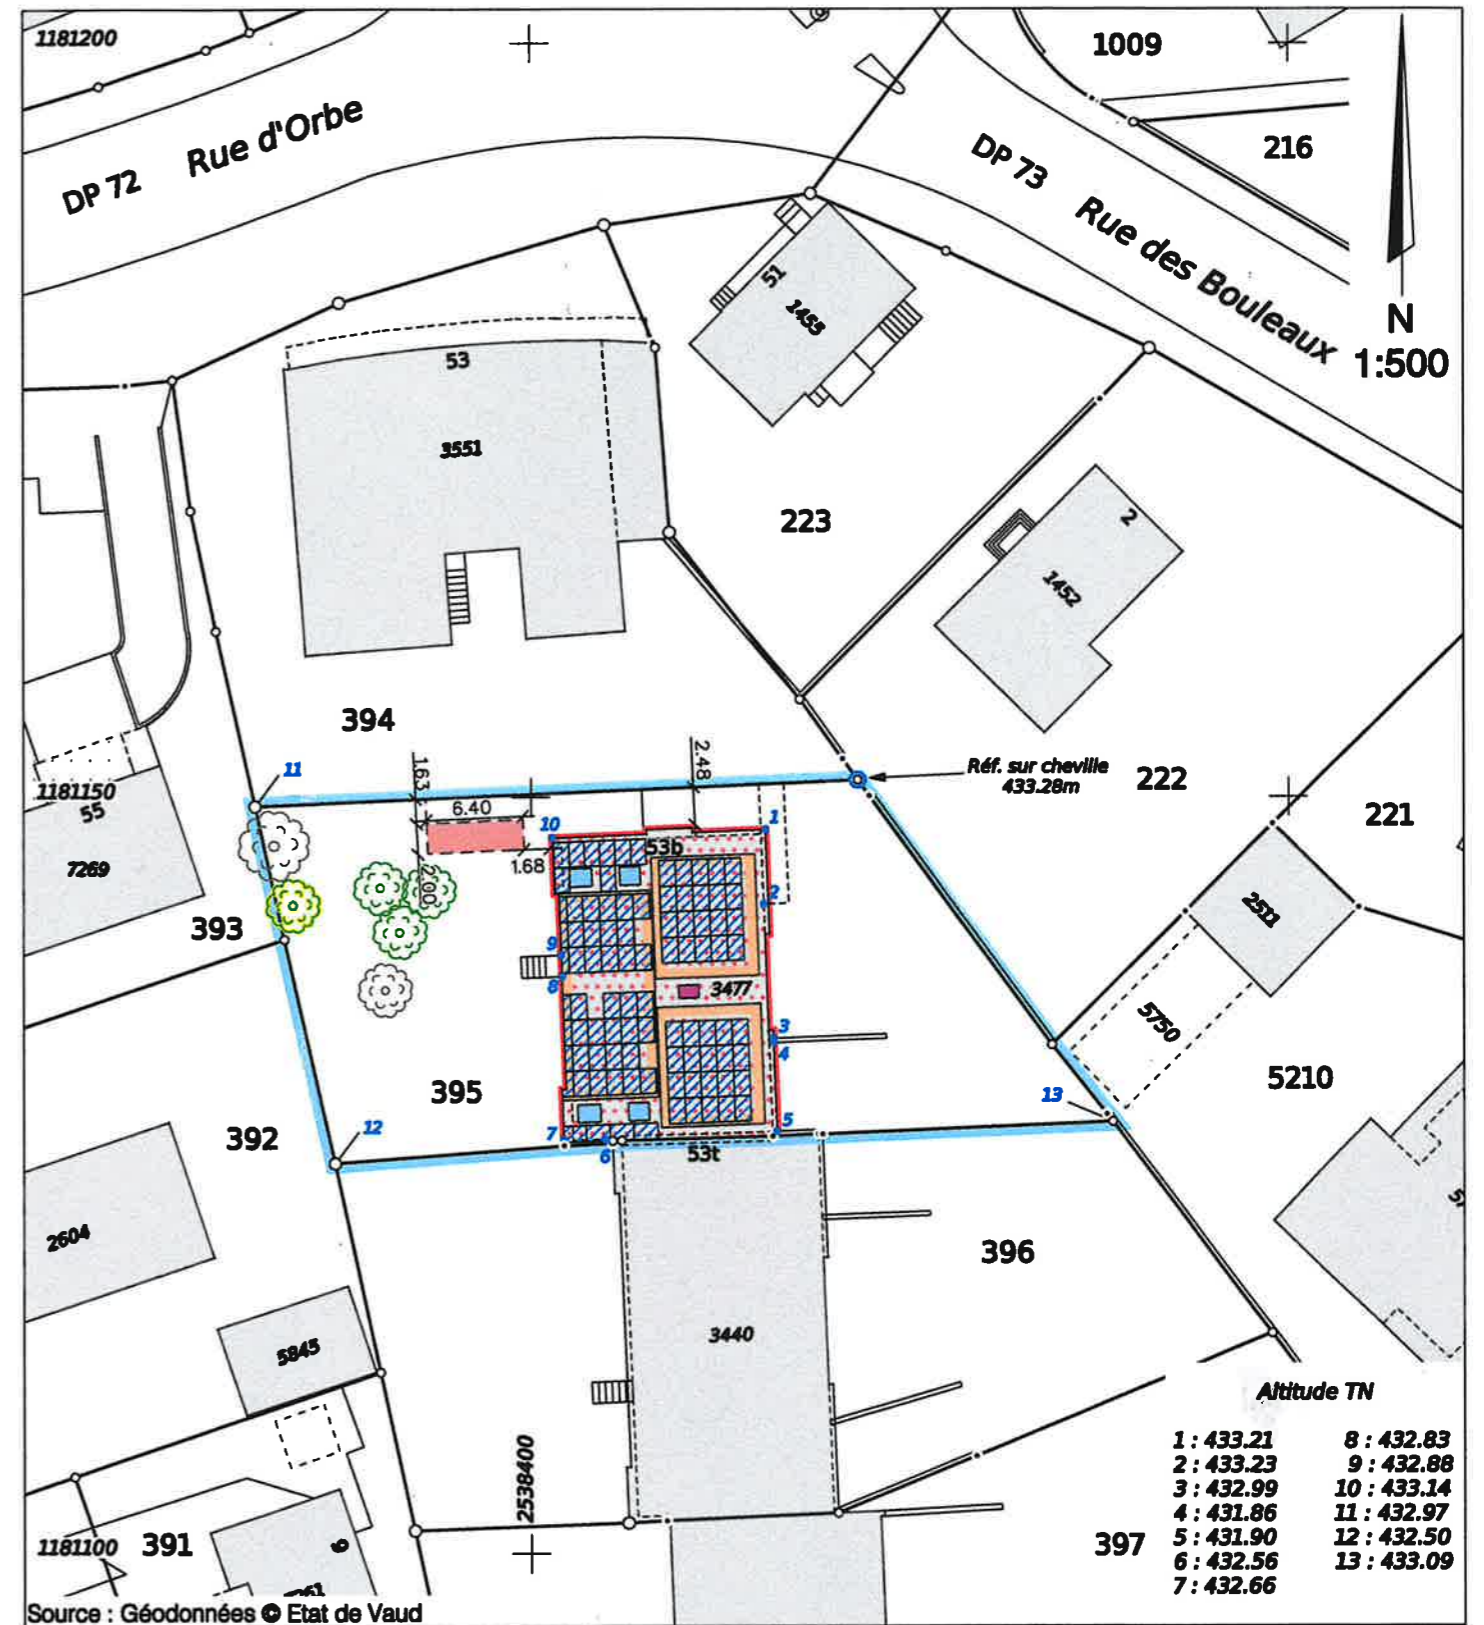 1181200
1009
216
DP 72 Rue d'Orbe
DP 73 Rue des Bouleaux
N
1:500
51
1455
53
3551
223
2
1452
394
222
221
Réf. sur cheville
433.28m
11
1.63
2.48
6.40
10
1
1181150
55
7269
53b
1.68
2.00
2
393
2511
9
8
3477
3
4
5750
395
5210
13
392
12
7
5
6
53t
2604
396
3440
5845
2538400
1181100
391
6
397
Altitude TN
1 : 433.21
2 : 433.23
3 : 432.99
4 : 431.86
5 : 431.90
6 : 432.56
7 : 432.66
8 : 432.83
9 : 432.88
10 : 433.14
11 : 432.97
12 : 432.50
13 : 433.09
Source : Géodonnées © Etat de Vaud